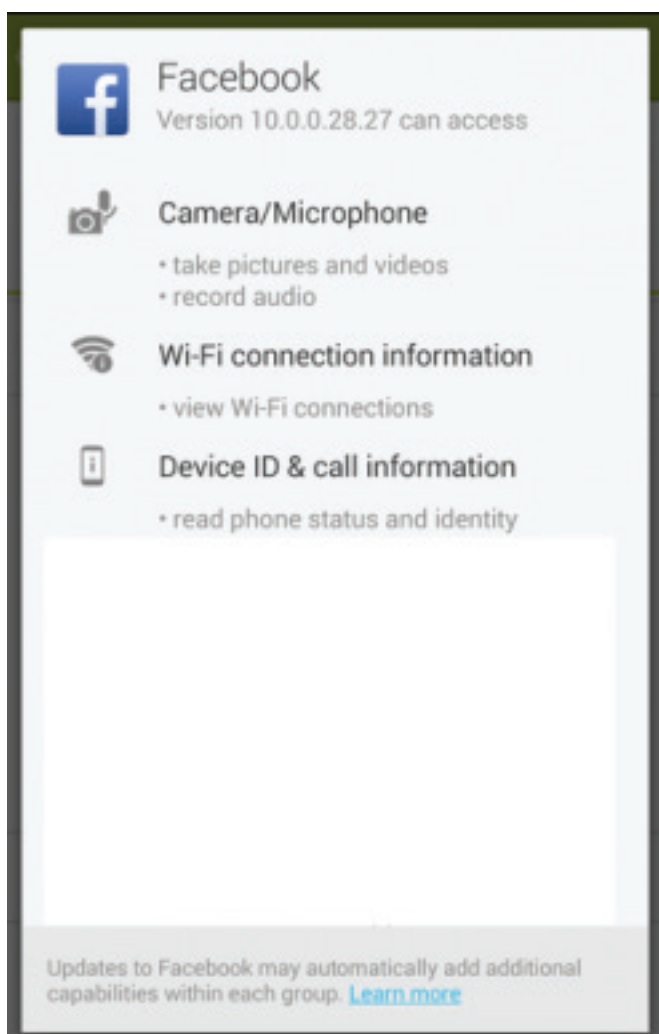 Facebook
Version 10.0.0.28.27 can access
Camera/Microphone
• take pictures and videos
• record audio
Wi-Fi connection information
• view Wi-Fi connections
Device ID & call information
• read phone status and identity
Updates to Facebook may automatically add additional
capabilities within each group. Learn more